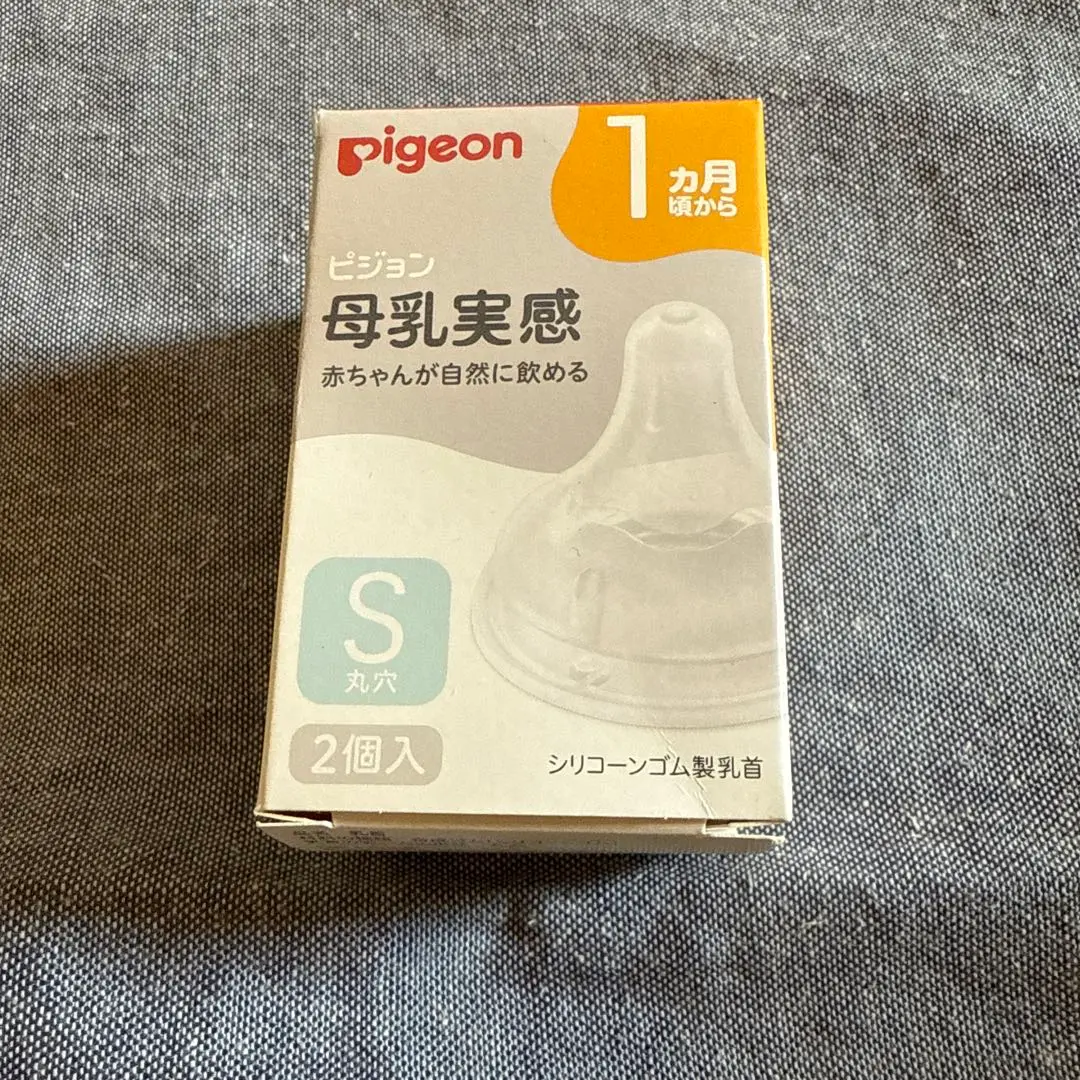 pigeon
1ヵ月
頃から
ピジョン
母乳実感
赤ちゃんが自然に飲める
S
丸穴
2個入
シリコーンゴム製乳首